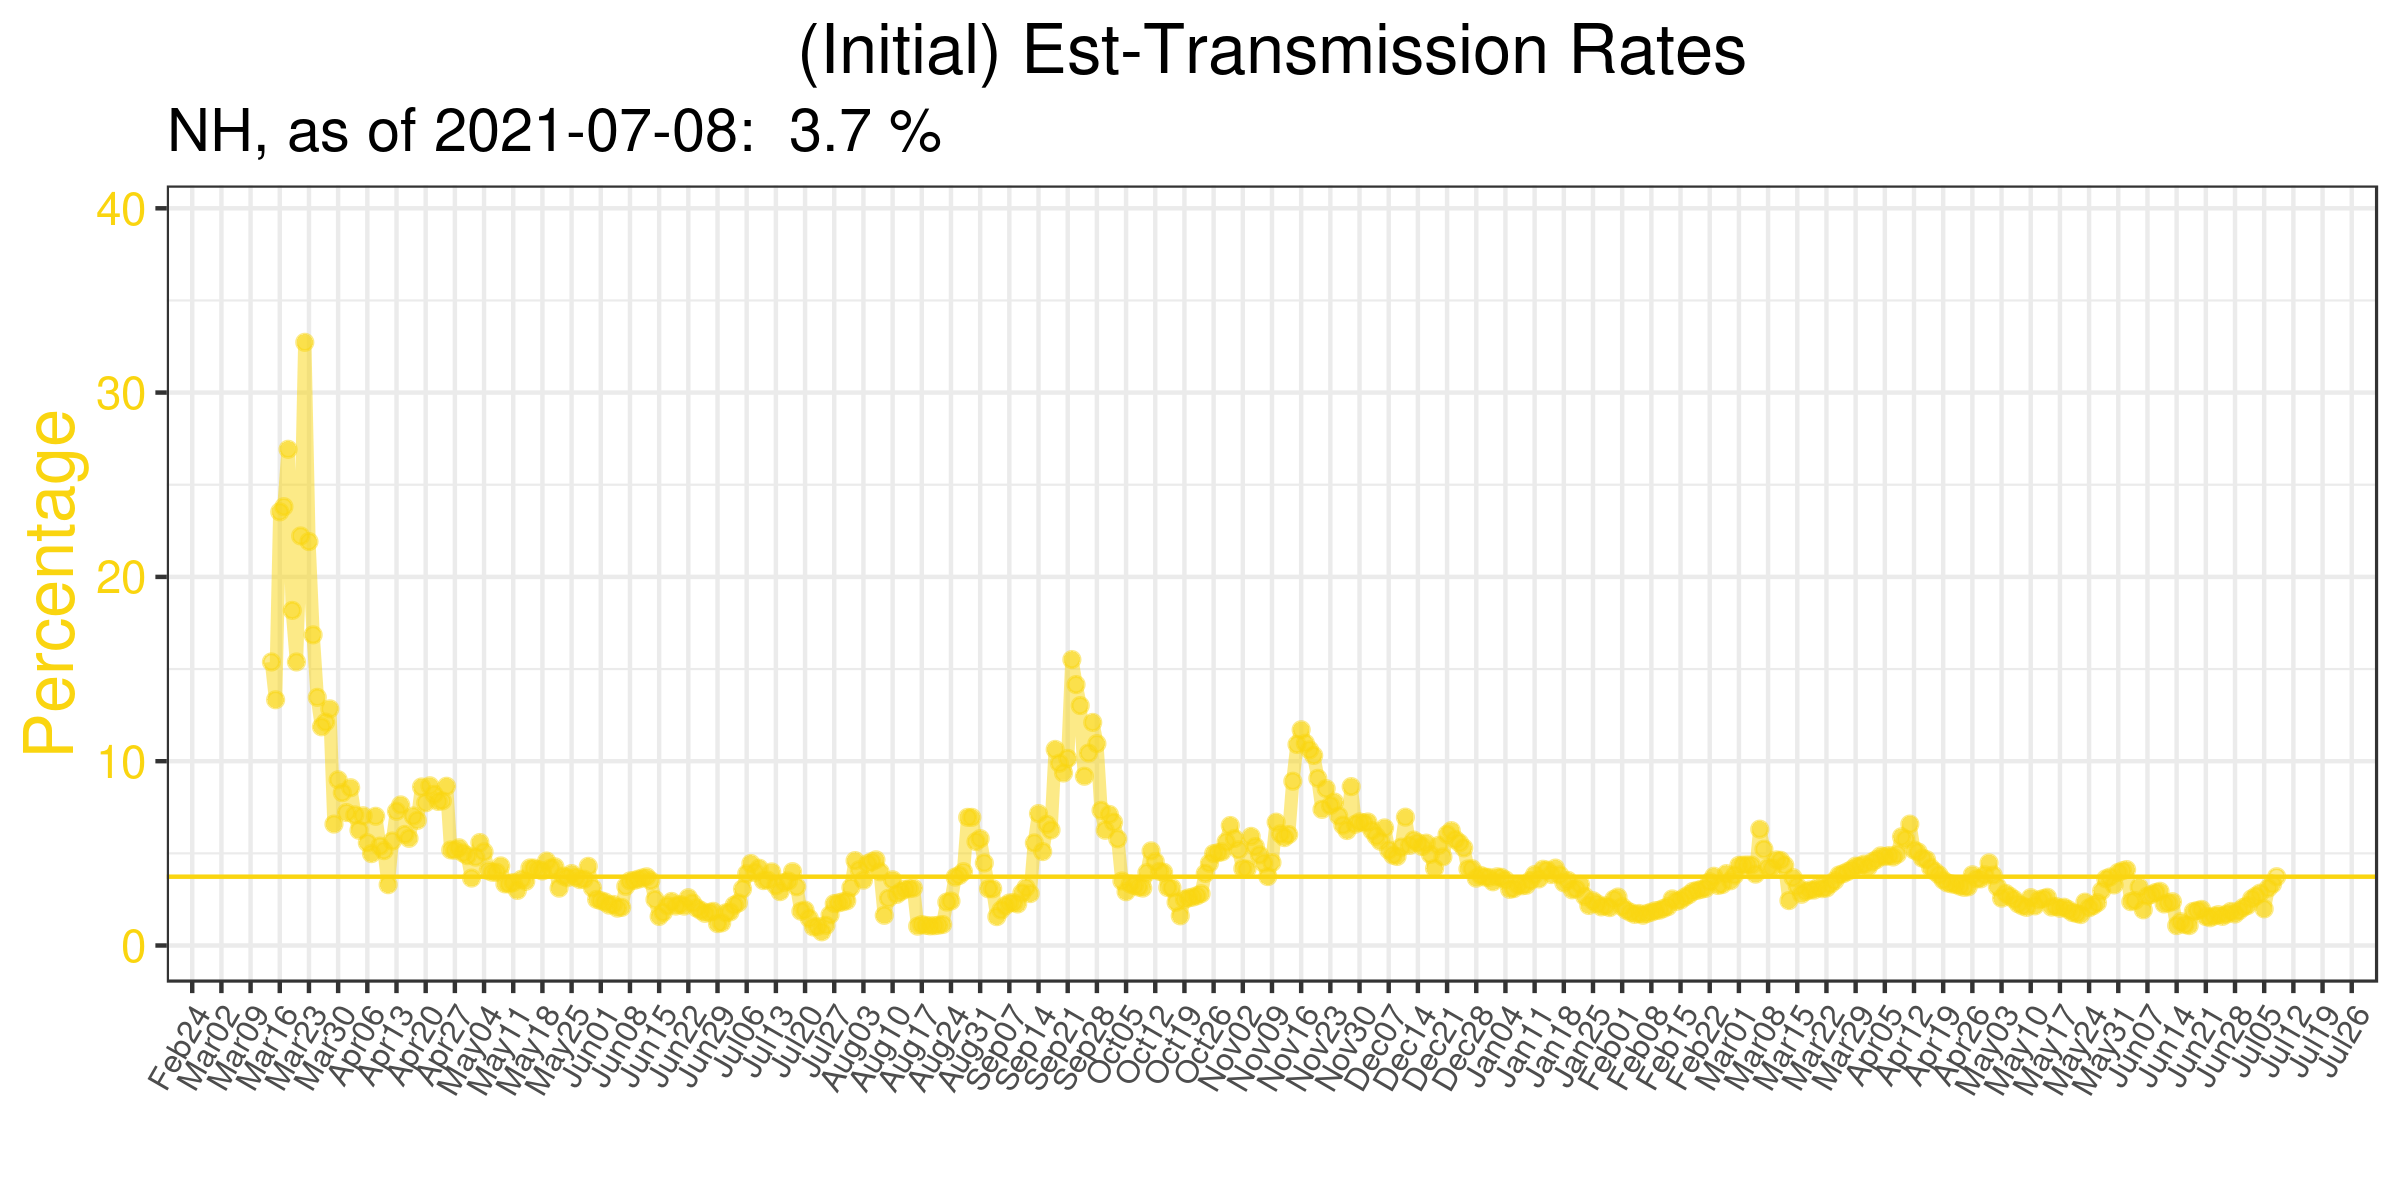 (Initial) Est-Transmission Rates
NH, as of 2021-07-08:  3.7 %
Percentage
40
30
20
10
0
Feb24
Mar02
Mar09
Mar16
Mar23
Mar30
Apr06
Apr13
Apr20
Apr27
May04
May11
May18
May25
Jun01
Jun08
Jun15
Jun22
Jun29
Jul06
Jul13
Jul20
Jul27
Aug03
Aug10
Aug17
Aug24
Aug31
Sep07
Sep14
Sep21
Sep28
Oct05
Oct12
Oct19
Oct26
Nov02
Nov09
Nov16
Nov23
Nov30
Dec07
Dec14
Dec21
Dec28
Jan04
Jan11
Jan18
Jan25
Feb01
Feb08
Feb15
Feb22
Mar01
Mar08
Mar15
Mar22
Mar29
Apr05
Apr12
Apr19
Apr26
May03
May10
May17
May24
May31
Jun07
Jun14
Jun21
Jun28
Jul05
Jul12
Jul19
Jul26